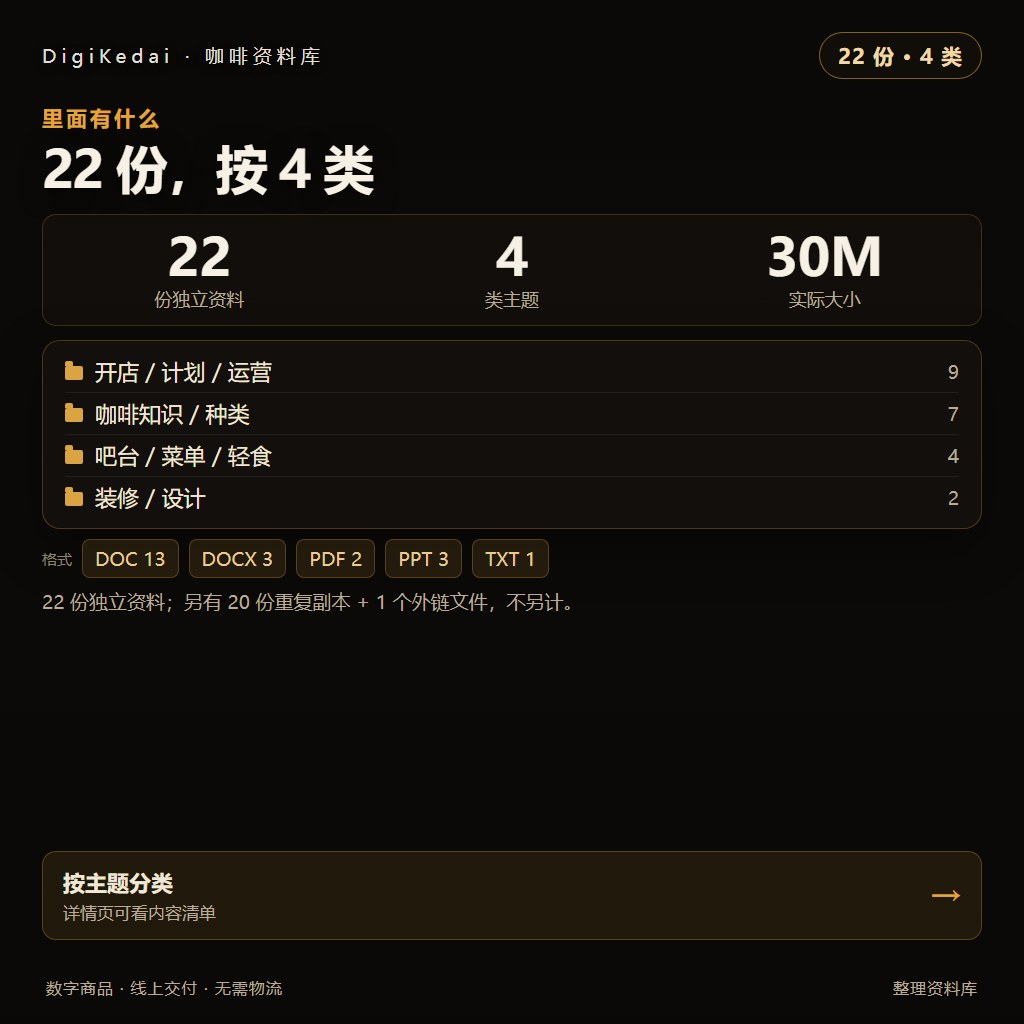 DigiKedai · 咖啡资料库
22 份 • 4 类
里面有什么
22 份，按 4 类
22
份独立资料
4
类主题
30M
实际大小
开店 / 计划 / 运营 9
咖啡知识 / 种类 7
吧台 / 菜单 / 轻食 4
装修 / 设计 2
格式 DOC 13 DOCX 3 PDF 2 PPT 3 TXT 1
22 份独立资料；另有 20 份重复副本 + 1 个外链文件，不另计。
按主题分类
详情页可看内容清单
→
数字商品 · 线上交付 · 无需物流
整理资料库